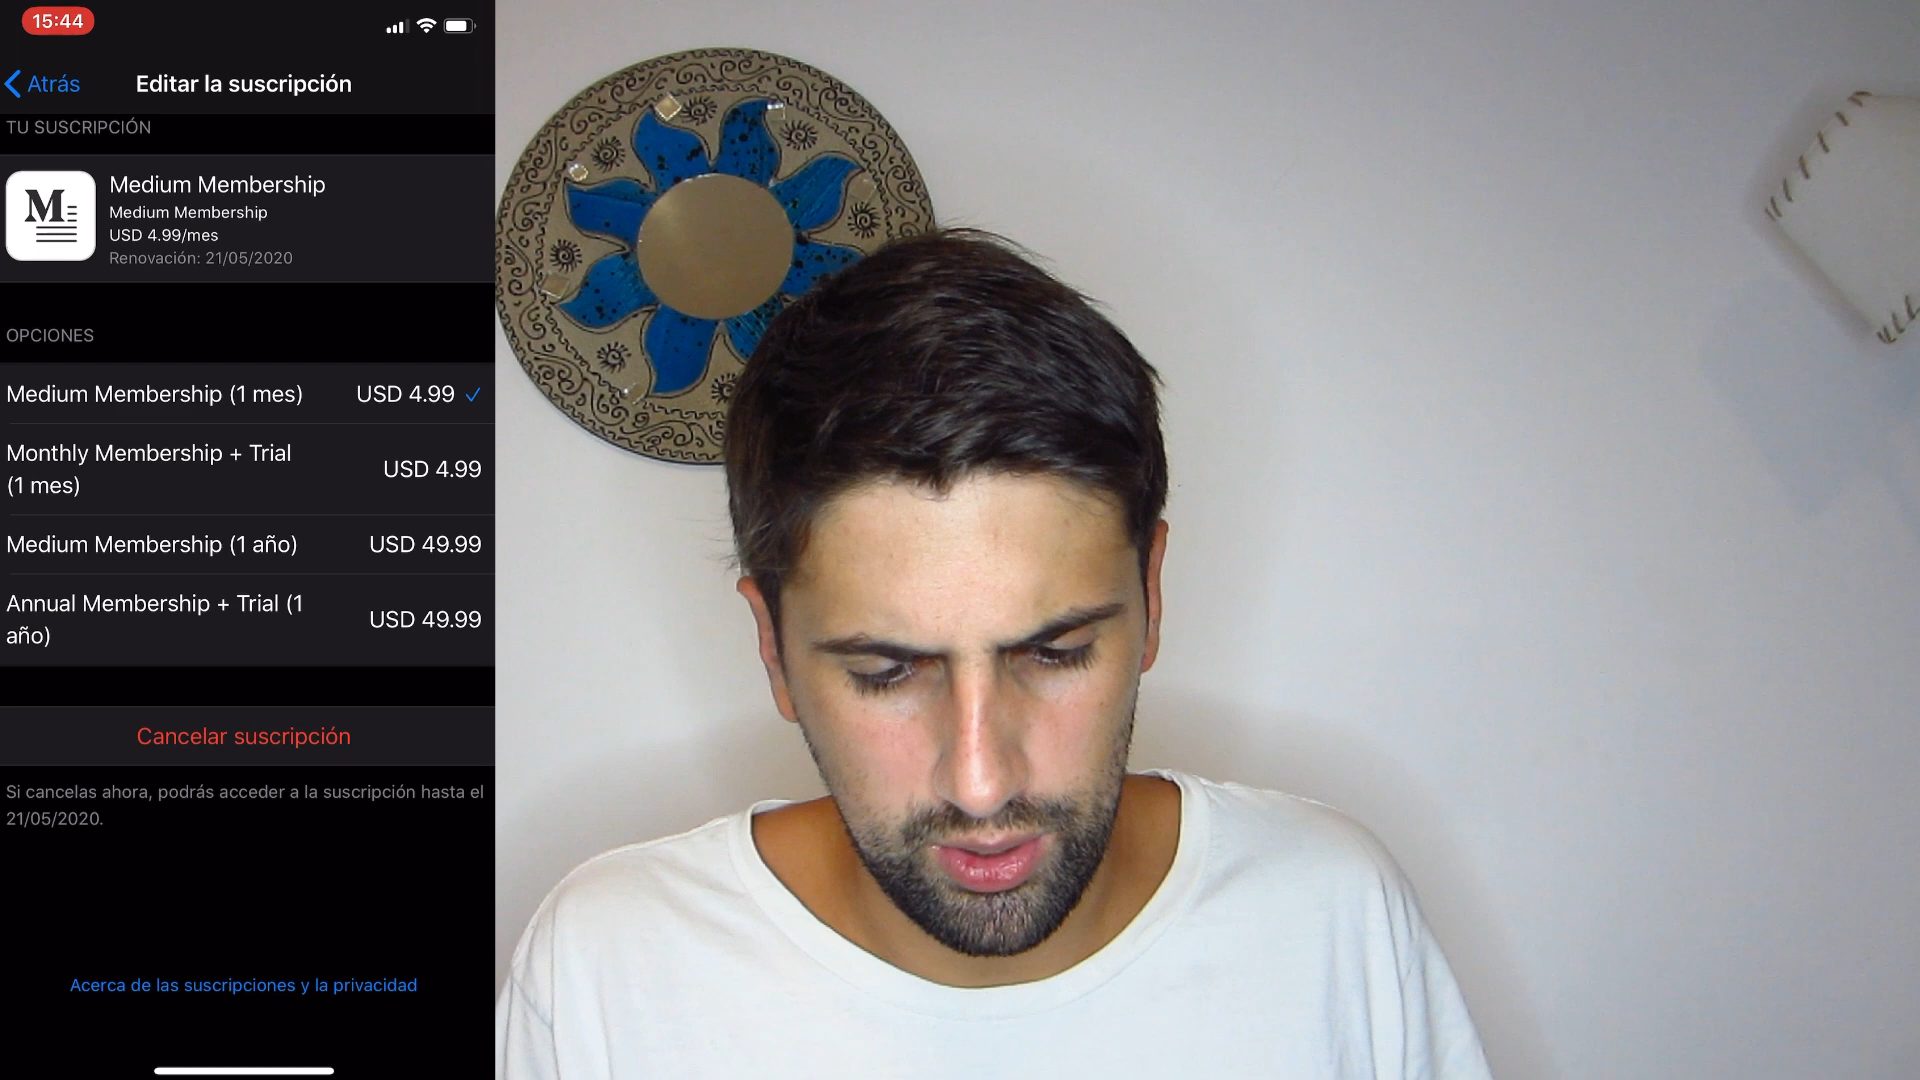 15:44
Atrás
Editar la suscripción
TU SUSCRIPCIÓN
M
Medium Membership
Medium Membership
USD 4.99/mes
Renovación: 21/05/2020
OPCIONES
Medium Membership (1 mes) USD 4.99
Monthly Membership + Trial
(1 mes) USD 4.99
Medium Membership (1 año) USD 49.99
Annual Membership + Trial (1
año) USD 49.99
Cancelar suscripción
Si cancelas ahora, podrás acceder a la suscripción hasta el
21/05/2020.
Acerca de las suscripciones y la privacidad